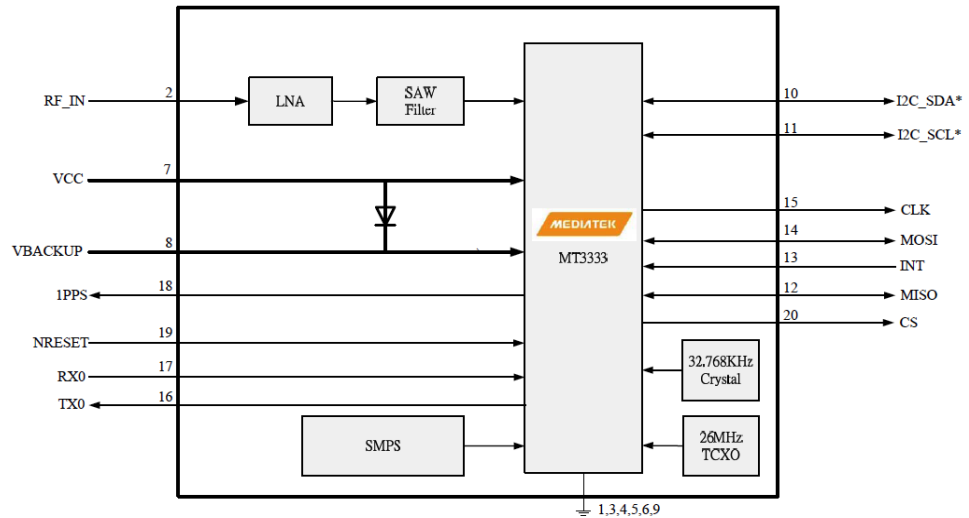 RF_IN
2
LNA
SAW
Filter
10
I2C_SDA*
11
I2C_SCL*
VCC
7
15
CLK
MEDIATEK
14
MOSI
VBACKUP
8
MT3333
13
INT
1PPS
18
12
MISO
20
CS
NRESET
19
32.768KHz
Crystal
RX0
17
TX0
16
SMPS
26MHz
TCXO
1,3,4,5,6,9